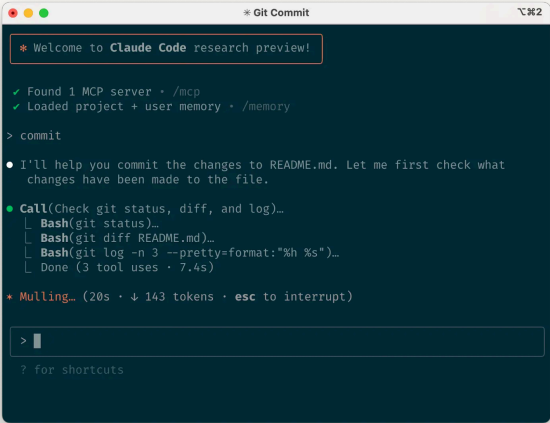 ✳ Git Commit
⌥⌘2
✻ Welcome to Claude Code research preview!
✔ Found 1 MCP server • /mcp
✔ Loaded project + user memory • /memory
> commit
● I'll help you commit the changes to README.md. Let me first check what
changes have been made to the file.
● Call(Check git status, diff, and log)…
⎿ Bash(git status)…
⎿ Bash(git diff README.md)…
⎿ Bash(git log -n 3 --pretty=format:"%h %s")…
⎿ Done (3 tool uses · 7.4s)
✶ Mulling… (20s · ↓ 143 tokens · esc to interrupt)
>
? for shortcuts